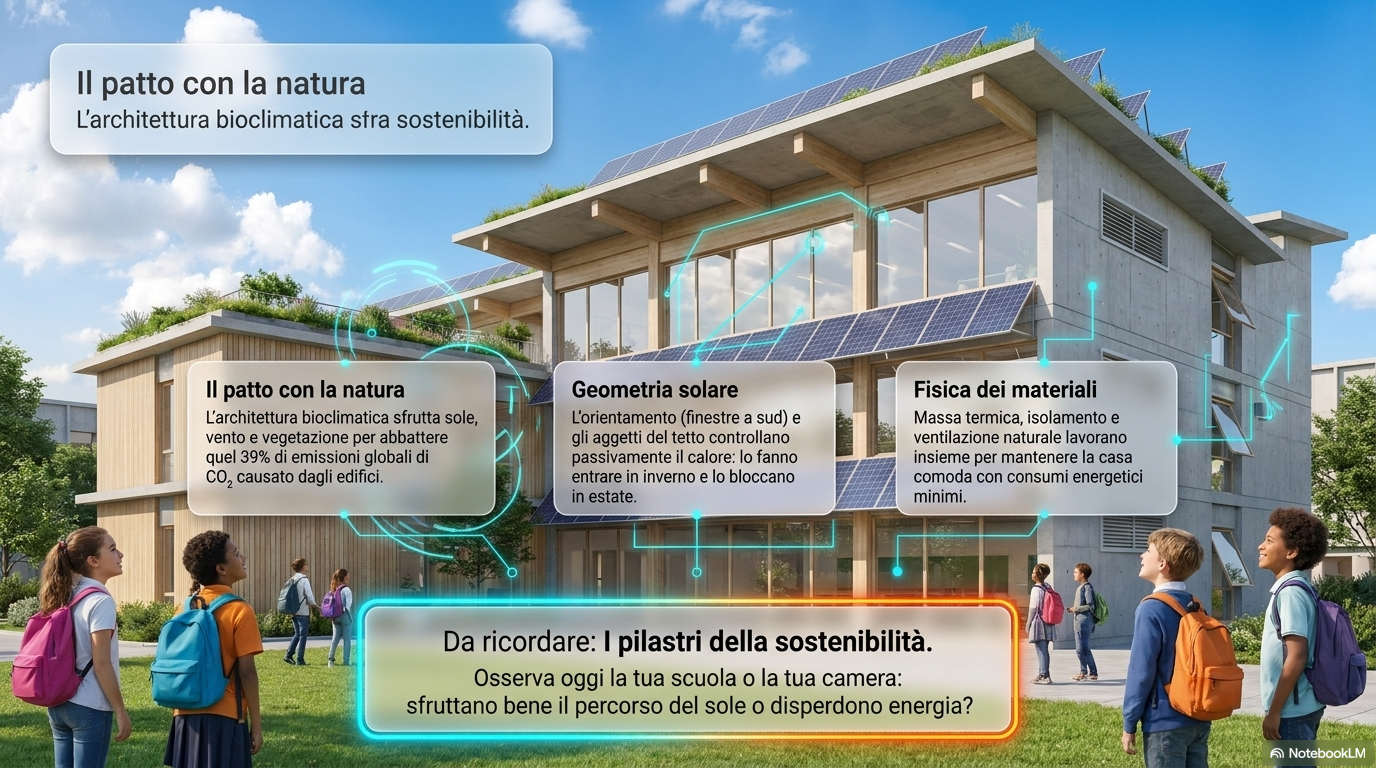 Il patto con la natura
L'architettura bioclimatica sfra sostenibilità.
Il patto con la natura
L'architettura bioclimatica sfrutta sole,
vento e vegetazione per abbattere
quel 39% di emissioni globali di
CO₂ causato dagli edifici.
Geometria solare
L'orientamento (finestre a sud) e
gli aggetti del tetto controllano
passivamente il calore: lo fanno
entrare in inverno e lo bloccano
in estate.
Fisica dei materiali
Massa termica, isolamento e
ventilazione naturale lavorano
insieme per mantenere la casa
comoda con consumi energetici
minimi.
Da ricordare: I pilastri della sostenibilità.
Osserva oggi la tua scuola o la tua camera:
sfruttano bene il percorso del sole o disperdono energia?
NotebookLM